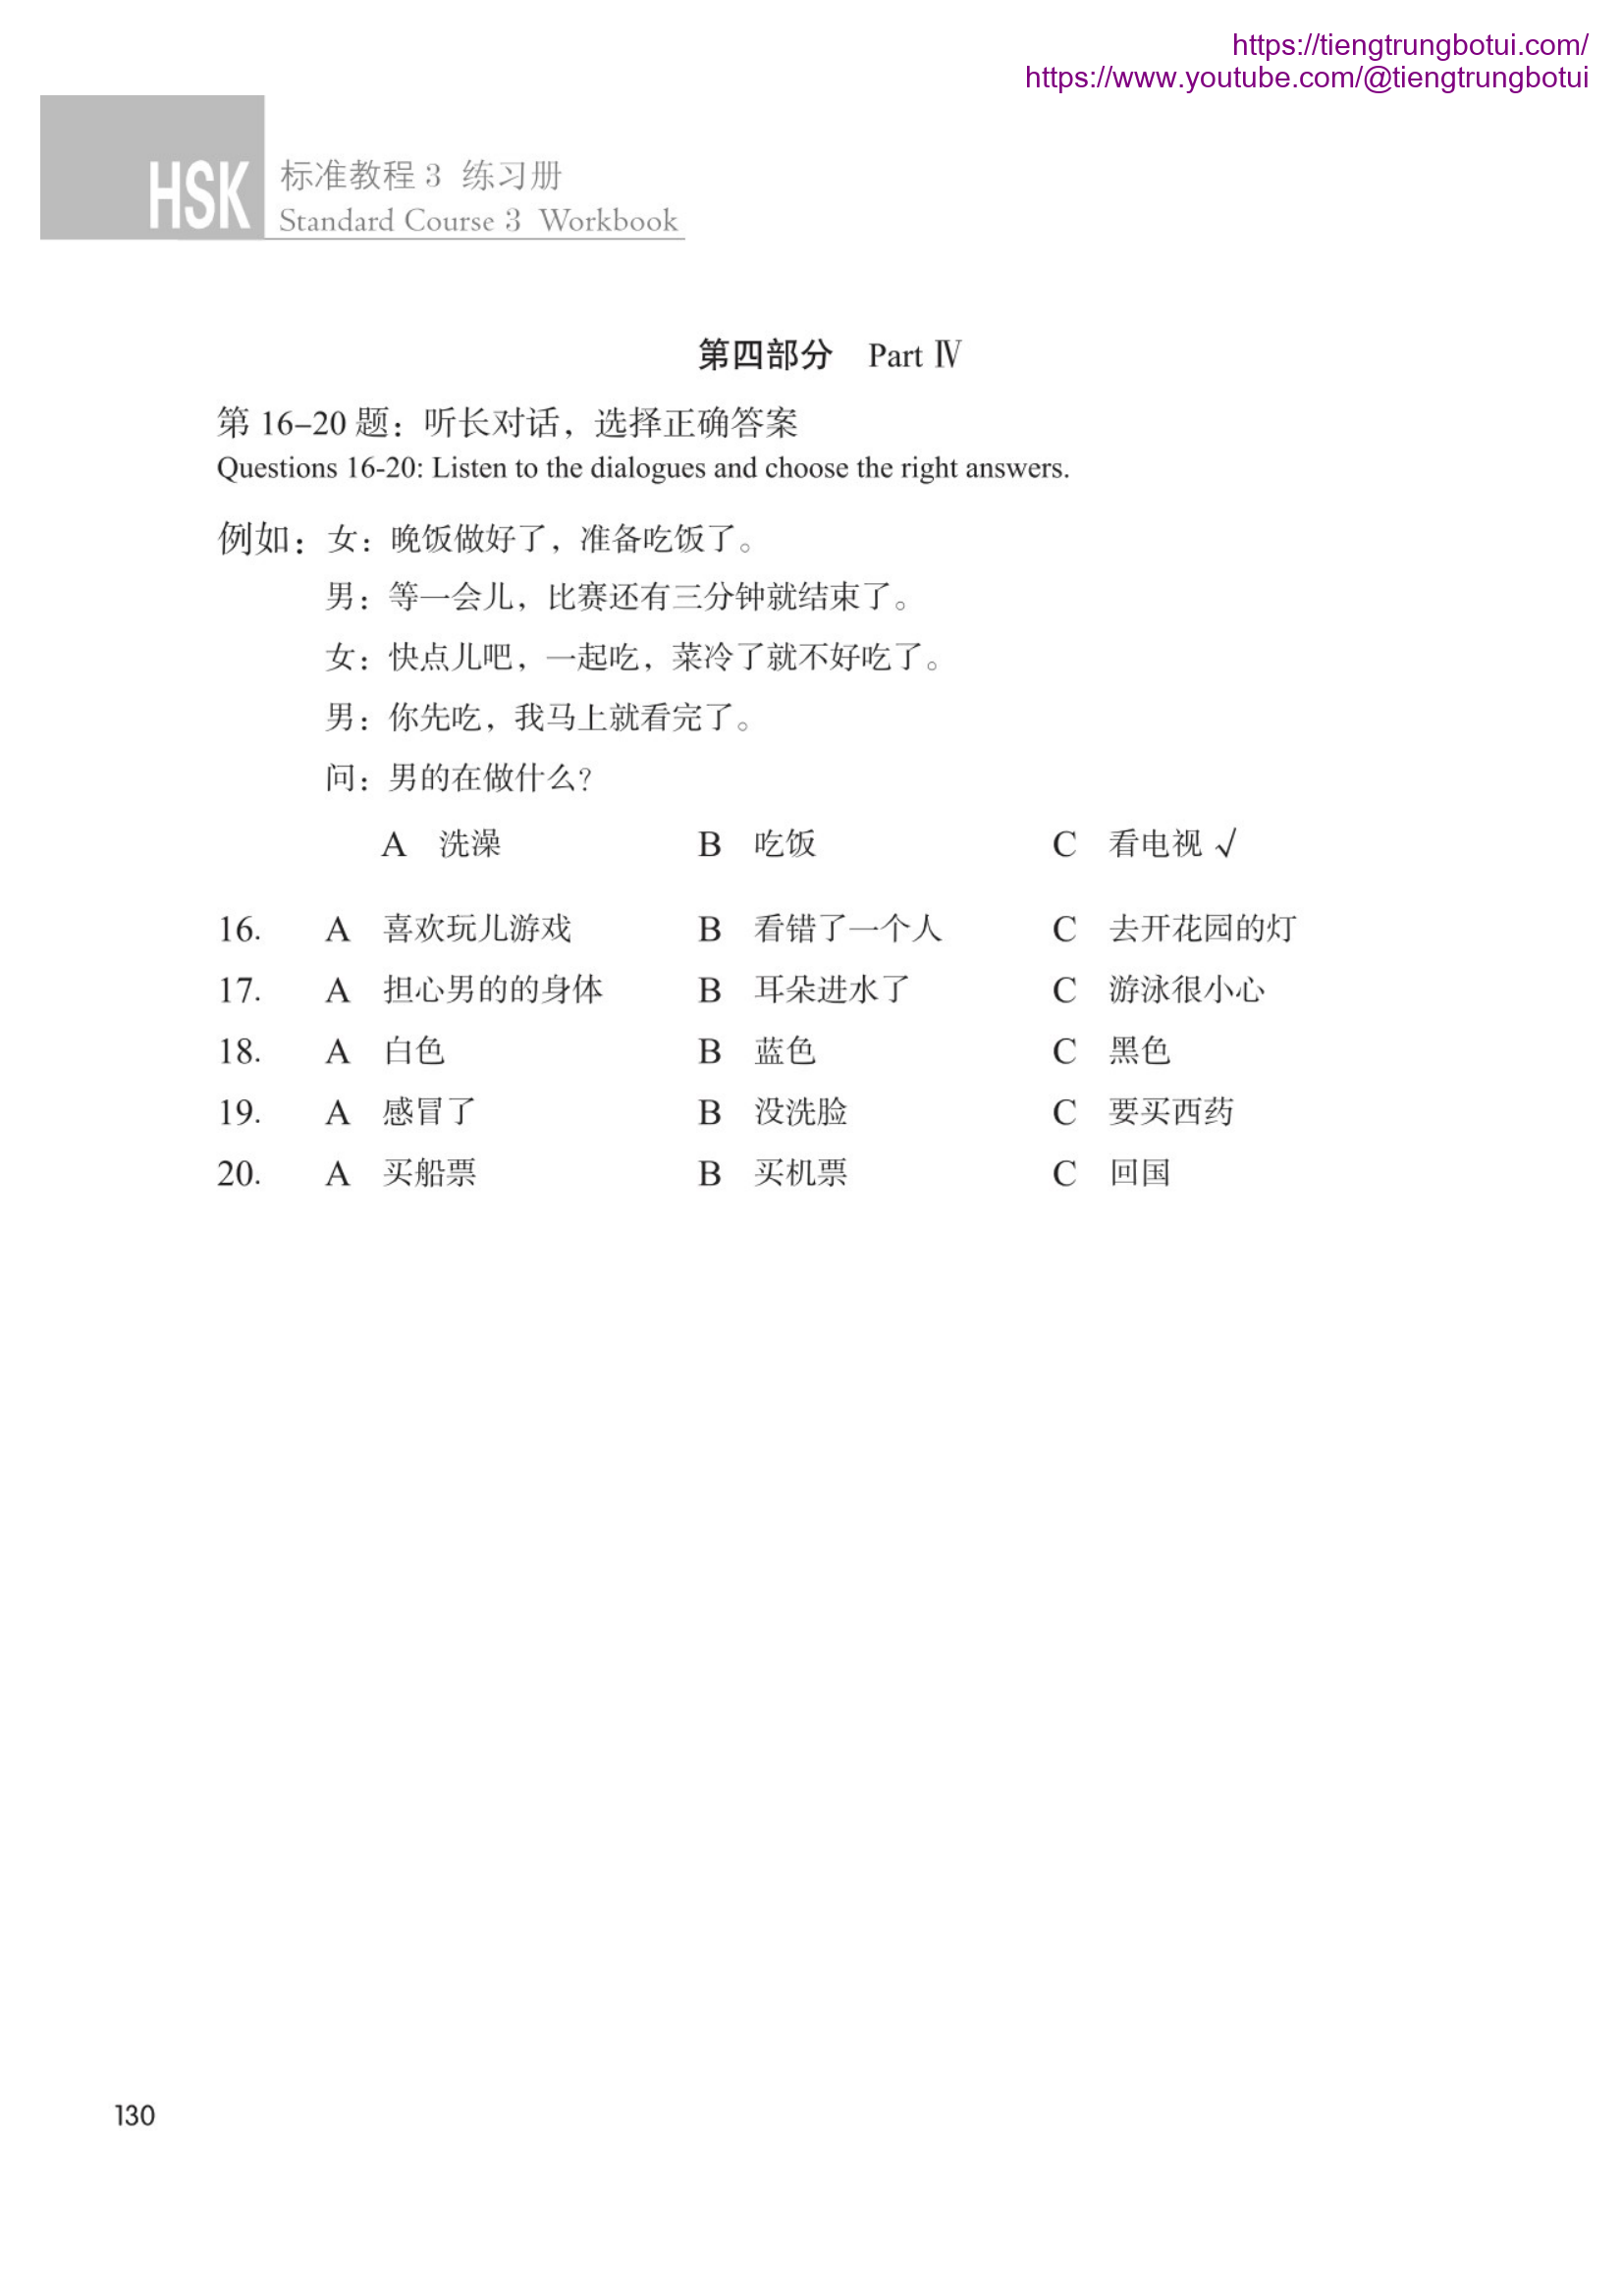 https://tiengtrungbotui.com/
https://www.youtube.com/@tiengtrungbotui
HSK 标准教程 3 练习册
Standard Course 3 Workbook
第四部分 Part Ⅳ
第 16–20 题：听长对话，选择正确答案
Questions 16-20: Listen to the dialogues and choose the right answers.
例如：女：晚饭做好了，准备吃饭了。
男：等一会儿，比赛还有三分钟就结束了。
女：快点儿吧，一起吃，菜冷了就不好吃了。
男：你先吃，我马上就看完了。
问：男的在做什么？
A 洗澡 B 吃饭 C 看电视 √
16. A 喜欢玩儿游戏 B 看错了一个人 C 去开花园的灯
17. A 担心男的的身体 B 耳朵进水了 C 游泳很小心
18. A 白色 B 蓝色 C 黑色
19. A 感冒了 B 没洗脸 C 要买西药
20. A 买船票 B 买机票 C 回国
130